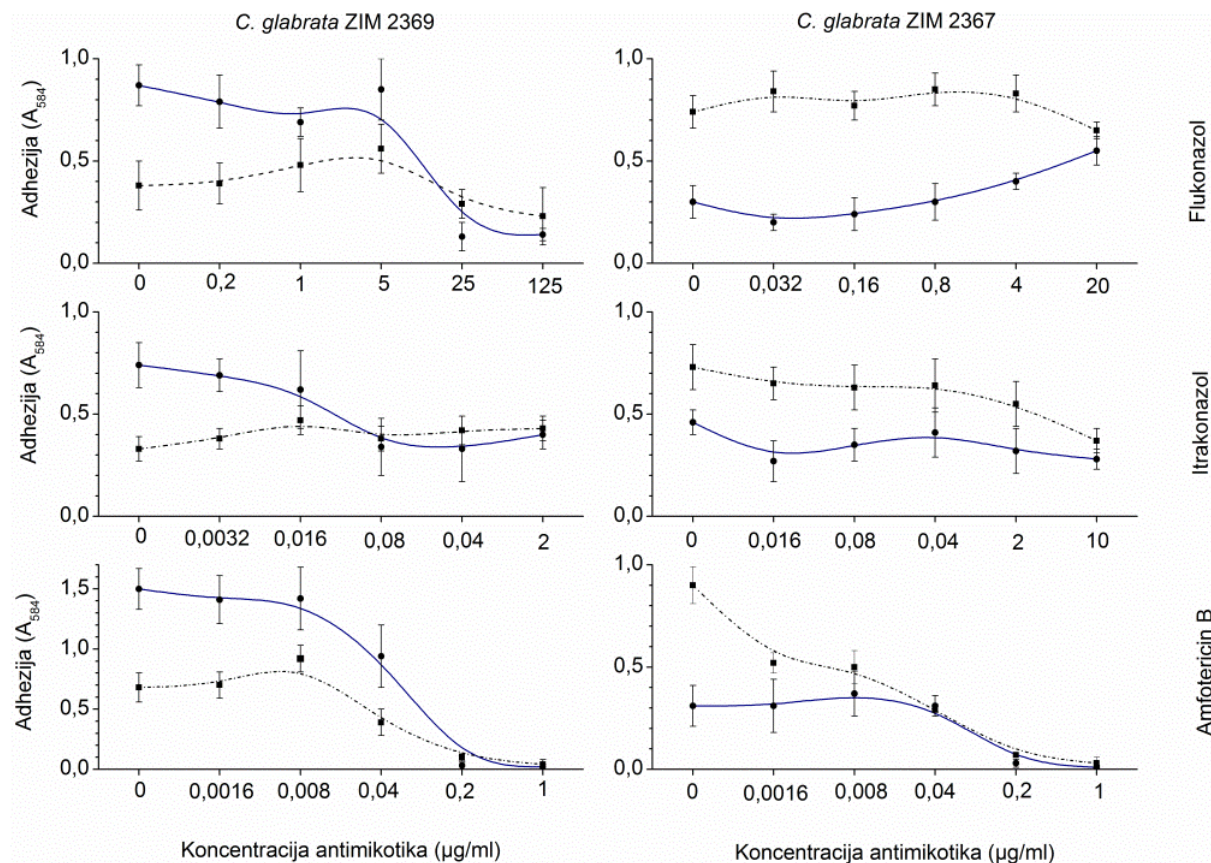 C. glabrata ZIM 2369
C. glabrata ZIM 2367
Adhezija (A584)
1,0
0,5
0,0
0 0,2 1 5 25 125
1,0
0,5
0,0
0 0,032 0,16 0,8 4 20
Flukonazol
Adhezija (A584)
1,0
0,5
0,0
0 0,0032 0,016 0,08 0,04 2
1,0
0,5
0,0
0 0,016 0,08 0,04 2 10
Itrakonazol
Adhezija (A584)
1,5
1,0
0,5
0,0
0 0,0016 0,008 0,04 0,2 1
1,0
0,5
0,0
0 0,0016 0,008 0,04 0,2 1
Amfotericin B
Koncentracija antimikotika (µg/ml)
Koncentracija antimikotika (µg/ml)